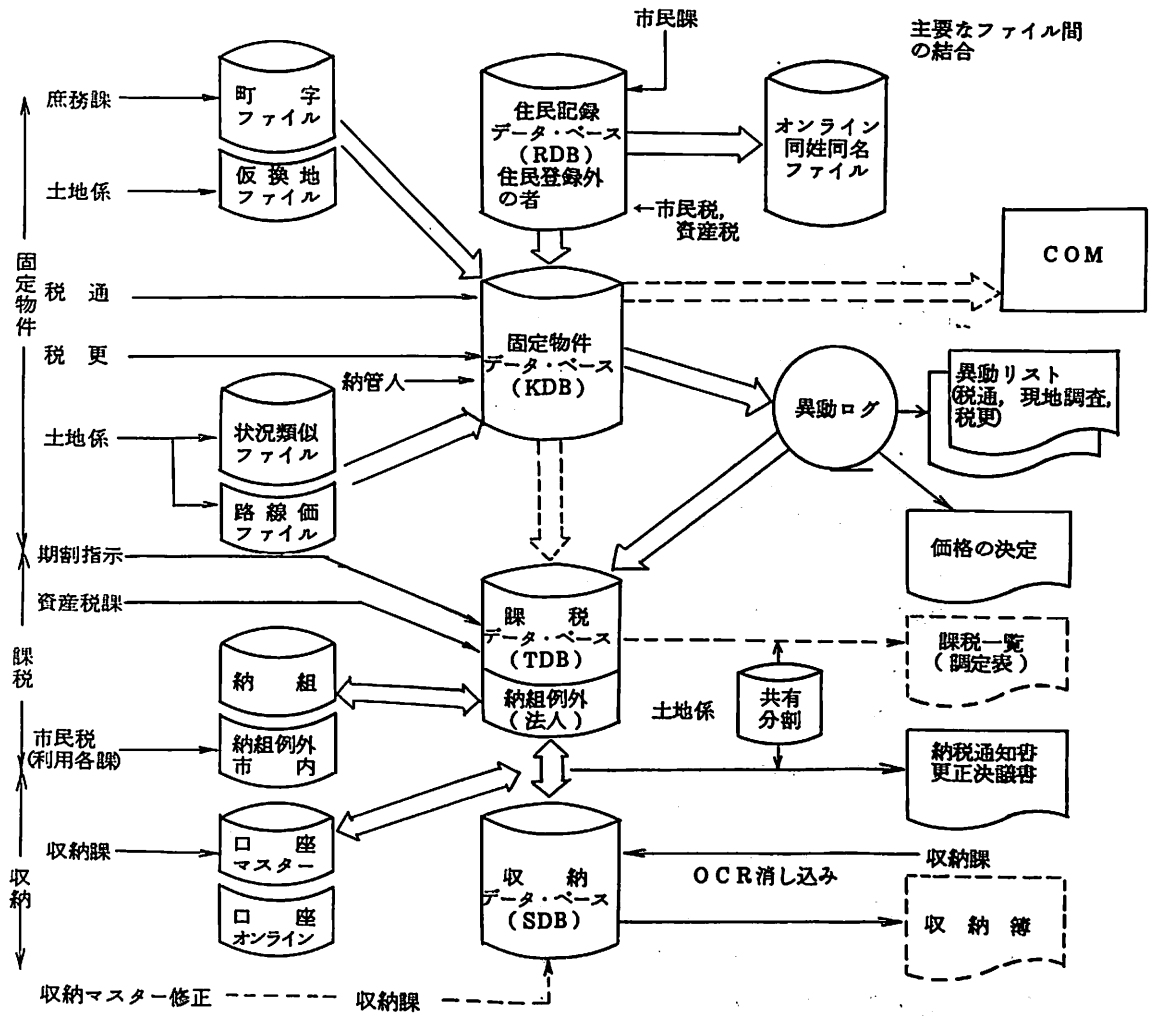 主要なファイル間
の結合
市民課
庶務課
町 字
ファイル
土地係
仮 換 地
ファイル
住民記録
データ・ベース
(RDB)
住民登録外
の者
オンライン
同姓同名
ファイル
←市民税,
資産税
COM
固定物件
税 通
税 更
納管人
固定物件
データ・ベース
(KDB)
異動ログ
異動リスト
(税通, 現地調査,
税更)
土地係
状況類似
ファイル
路 線 価
ファイル
価格の決定
期割指示
資産税課
課税
課 税
データ・ベース
(TDB)
納組例外
(法人)
課税一覧
(調定表)
納 組
土地係
共有
分割
市民税
(利用各課)
納組例外
市 内
納税通知書
更正決議書
収納
収納課
口 座
マスター
口 座
オンライン
収 納
データ・ベース
(SDB)
収納課
OCR消し込み
収 納 簿
収納マスター修正
収納課